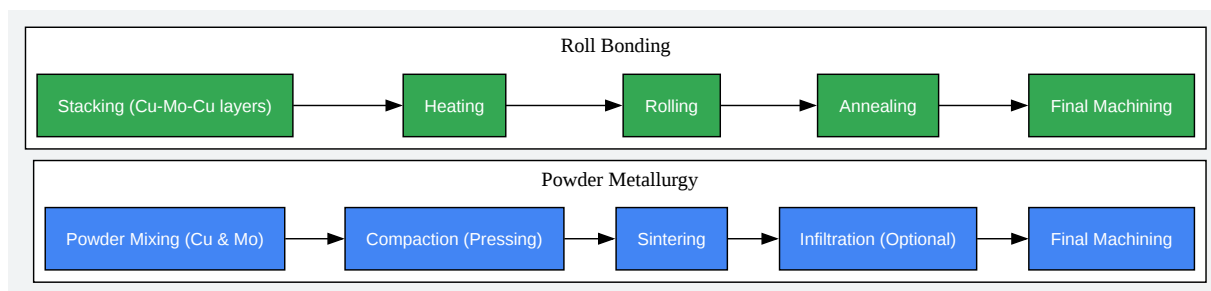 Roll Bonding
Stacking (Cu-Mo-Cu layers)
Heating
Rolling
Annealing
Final Machining
Powder Metallurgy
Powder Mixing (Cu & Mo)
Compaction (Pressing)
Sintering
Infiltration (Optional)
Final Machining